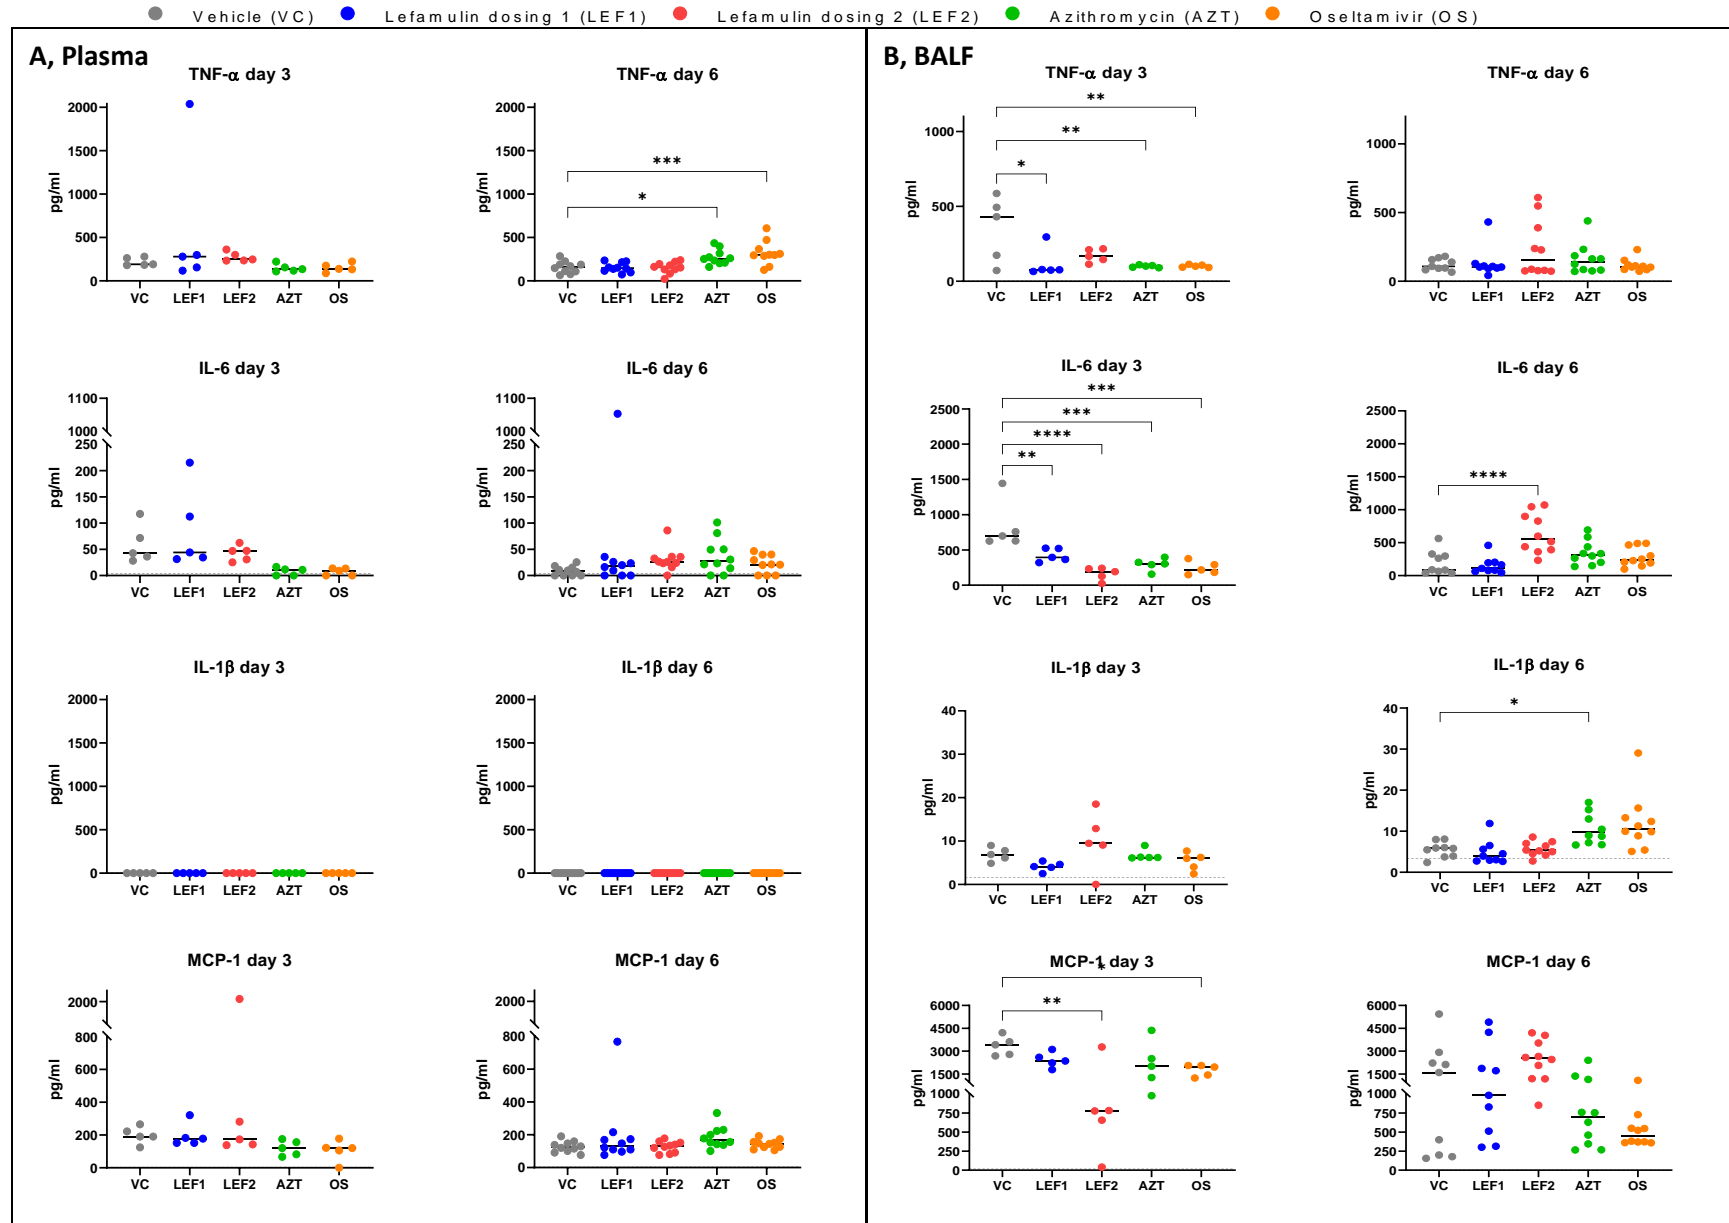 Vehicle (VC) Lefamulin dosing 1 (LEF1) Lefamulin dosing 2 (LEF2) Azithromycin (AZT) Oseltamivir (OS)
A, Plasma
TNF-α day 3
pg/ml
2000
1500
1000
500
0
VC LEF1 LEF2 AZT OS
TNF-α day 6
pg/ml
2000
1500
1000
500
0
***
*
VC LEF1 LEF2 AZT OS
IL-6 day 3
pg/ml
1100
1000
250
200
150
100
50
0
VC LEF1 LEF2 AZT OS
IL-6 day 6
pg/ml
1100
1000
250
200
150
100
50
0
VC LEF1 LEF2 AZT OS
IL-1β day 3
pg/ml
2000
1500
1000
500
0
VC LEF1 LEF2 AZT OS
IL-1β day 6
pg/ml
2000
1500
1000
500
0
VC LEF1 LEF2 AZT OS
MCP-1 day 3
pg/ml
2000
800
600
400
200
0
VC LEF1 LEF2 AZT OS
MCP-1 day 6
pg/ml
2000
800
600
400
200
0
VC LEF1 LEF2 AZT OS
B, BALF
TNF-α day 3
pg/ml
1000
500
0
**
**
*
VC LEF1 LEF2 AZT OS
TNF-α day 6
pg/ml
1000
500
0
VC LEF1 LEF2 AZT OS
IL-6 day 3
pg/ml
2500
2000
1500
1000
500
0
***
***
****
**
VC LEF1 LEF2 AZT OS
IL-6 day 6
pg/ml
2500
2000
1500
1000
500
0
****
VC LEF1 LEF2 AZT OS
IL-1β day 3
pg/ml
40
30
20
10
0
VC LEF1 LEF2 AZT OS
IL-1β day 6
pg/ml
40
30
20
10
0
*
VC LEF1 LEF2 AZT OS
MCP-1 day 3
pg/ml
6000
4500
3000
1500
1000
750
500
250
0
*
**
VC LEF1 LEF2 AZT OS
MCP-1 day 6
pg/ml
6000
4500
3000
1500
1000
750
500
250
0
VC LEF1 LEF2 AZT OS